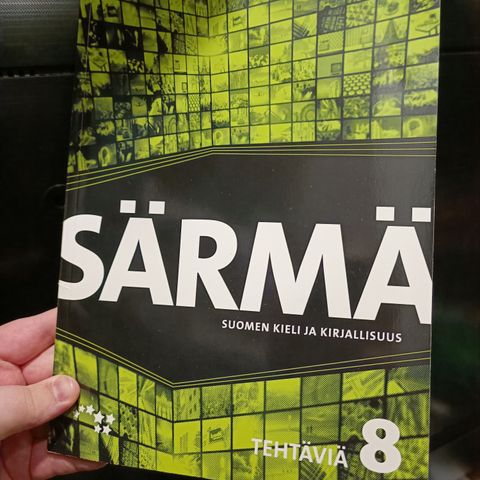 SÄRMÄ
SUOMEN KIELI JA KIRJALLISUUS
TEHTÄVIÄ 8